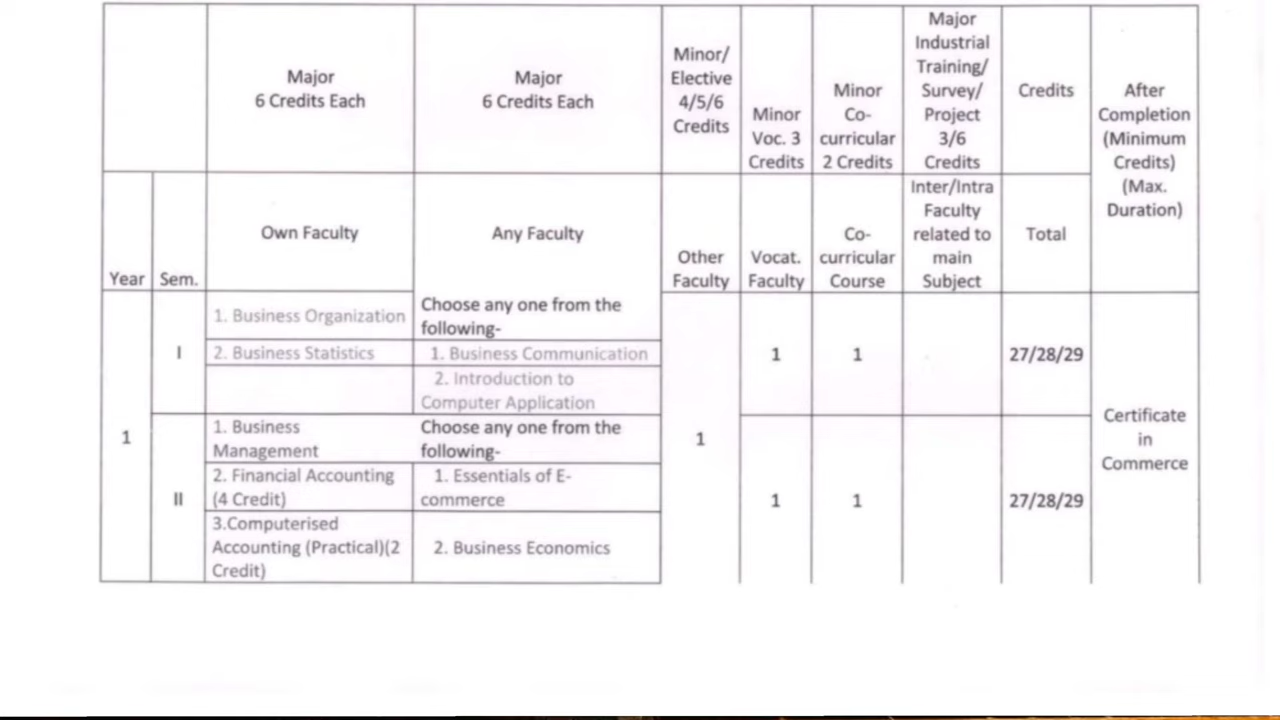 Major
6 Credits Each
Major
6 Credits Each
Minor/
Elective
4/5/6
Credits
Minor
Voc. 3
Credits
Minor
Co-
curricular
2 Credits
Major
Industrial
Training/
Survey/
Project
3/6
Credits
Credits
After
Completion
(Minimum
Credits)
(Max.
Duration)
Year
Sem.
Own Faculty
Any Faculty
Other
Faculty
Vocat.
Faculty
Co-
curricular
Course
Inter/Intra
Faculty
related to
main
Subject
Total
1
I
1. Business Organization
Choose any one from the
following-
2. Business Statistics
1. Business Communication
2. Introduction to
Computer Application
1
1
27/28/29
II
1. Business
Management
Choose any one from the
following-
2. Financial Accounting
(4 Credit)
1. Essentials of E-
commerce
3.Computerised
Accounting (Practical)(2
Credit)
2. Business Economics
1
1
1
27/28/29
Certificate
in
Commerce